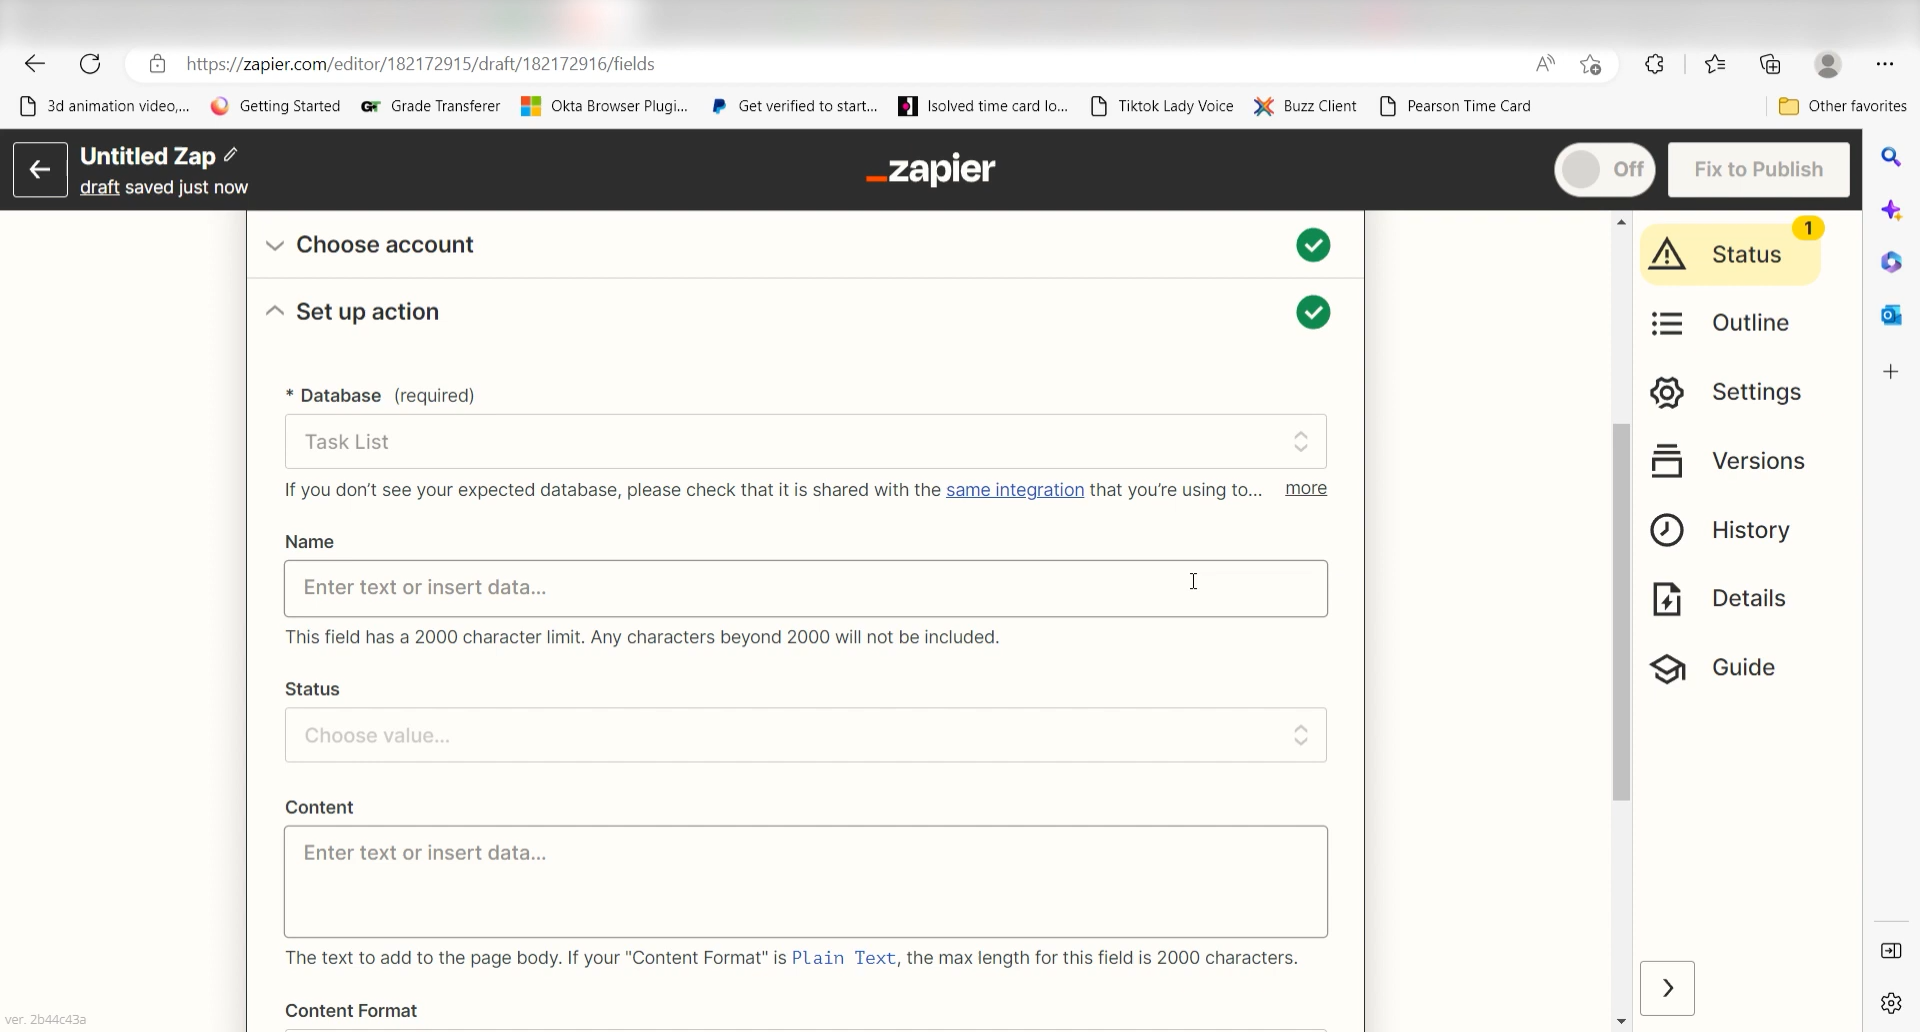 https://zapier.com/editor/182172915/draft/182172916/fields
3d animation video,... Getting Started Grade Transferer Okta Browser Plugi... Get verified to start... Isolved time card lo... Tiktok Lady Voice Buzz Client Pearson Time Card Other favorites
Untitled Zap
draft saved just now
zapier
Off
Fix to Publish
Choose account
Set up action
* Database (required)
Task List
If you don't see your expected database, please check that it is shared with the same integration that you're using to... more
Name
Enter text or insert data...
This field has a 2000 character limit. Any characters beyond 2000 will not be included.
Status
Choose value...
Content
Enter text or insert data...
The text to add to the page body. If your "Content Format" is Plain Text, the max length for this field is 2000 characters.
Content Format
1
Status
Outline
Settings
Versions
History
Details
Guide
ver. 2b44c43a